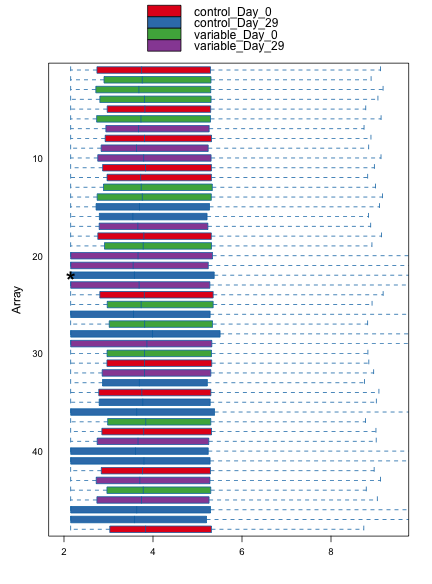 control_Day_0
control_Day_29
variable_Day_0
variable_Day_29
Array
10
20
*
30
40
2 4 6 8